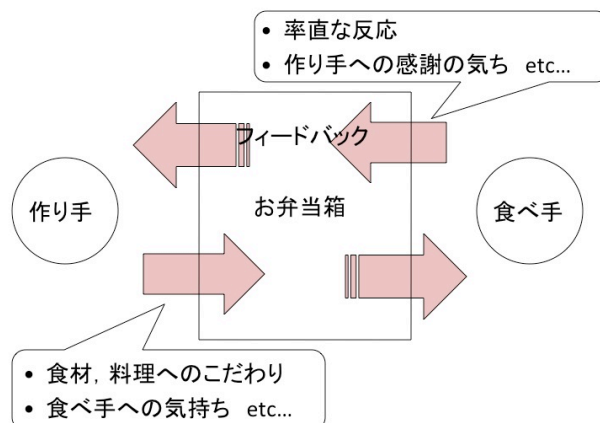 • 率直な反応
• 作り手への感謝の気ち etc…
フィードバック
作り手
お弁当箱
食べ手
• 食材，料理へのこだわり
• 食べ手への気持ち etc…